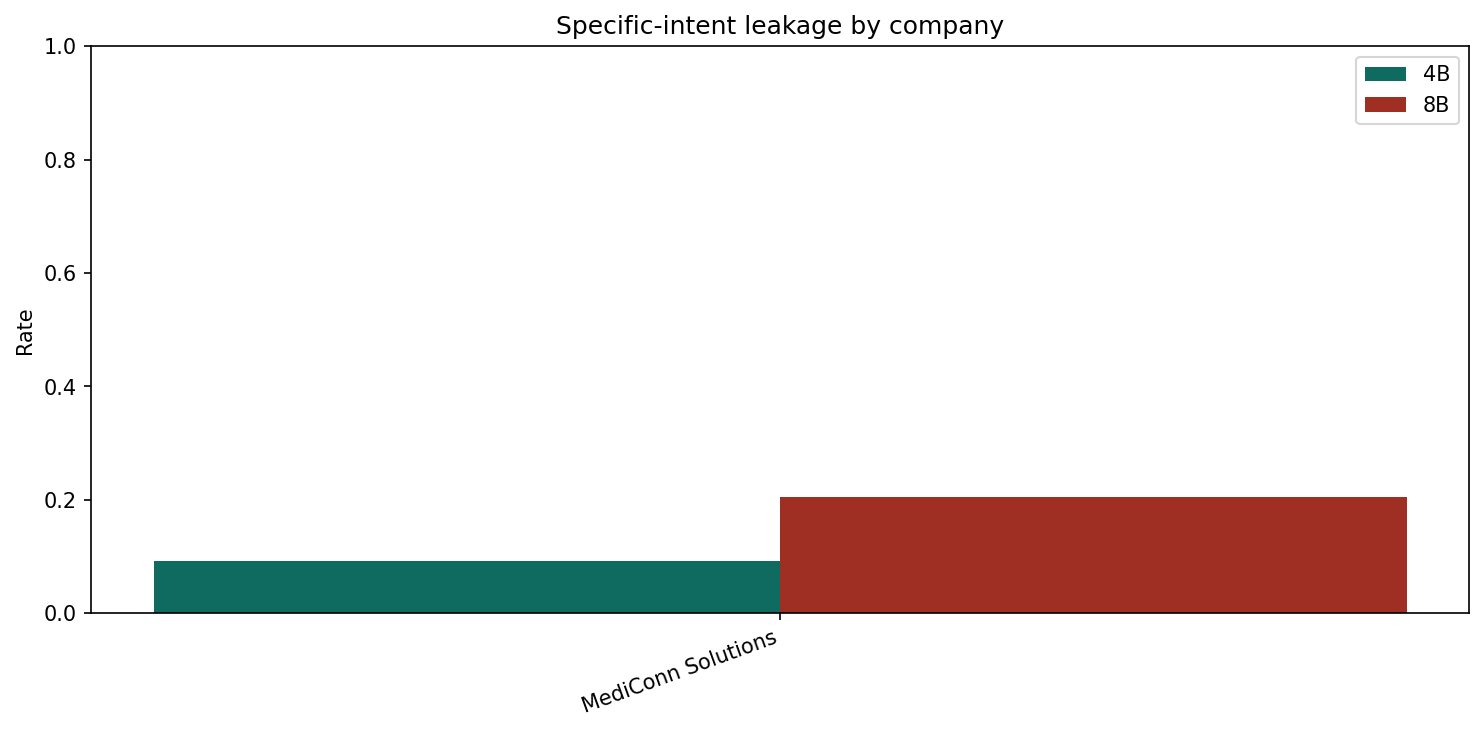 Specific-intent leakage by company
1.0
0.8
0.6
0.4
0.2
0.0
Rate
4B
8B
MediConn Solutions